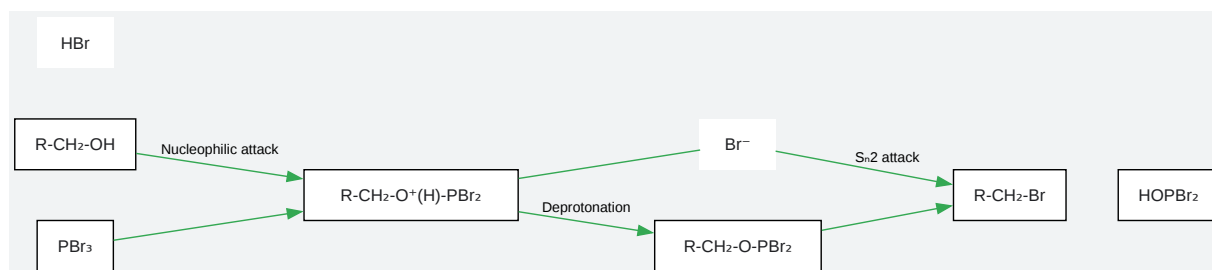 HBr
R-CH₂-OH
Nucleophilic attack
Br⁻
Sₙ2 attack
R-CH₂-O⁺(H)-PBr₂
R-CH₂-Br
HOPBr₂
Deprotonation
PBr₃
R-CH₂-O-PBr₂